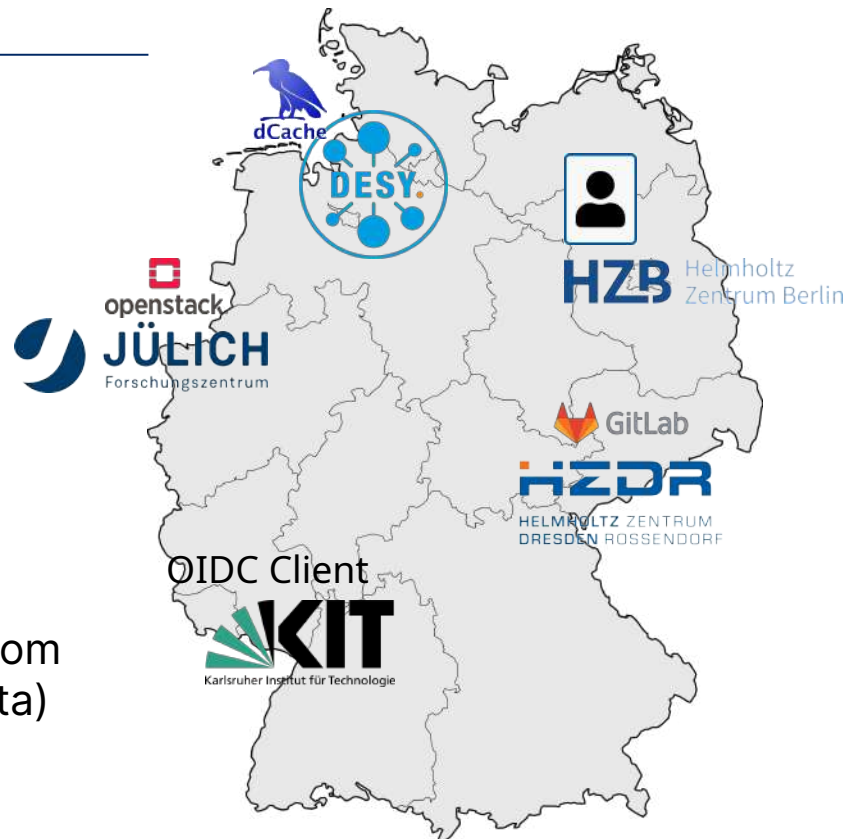 dCache
DESY.
HZB Helmholtz
Zentrum Berlin
openstack
JÜLICH
Forschungszentrum
GitLab
HZDR
HELMHOLTZ ZENTRUM
DRESDEN ROSSENDORF
OIDC Client
KIT
Karlsruher Institut für Technologie
om
ta)